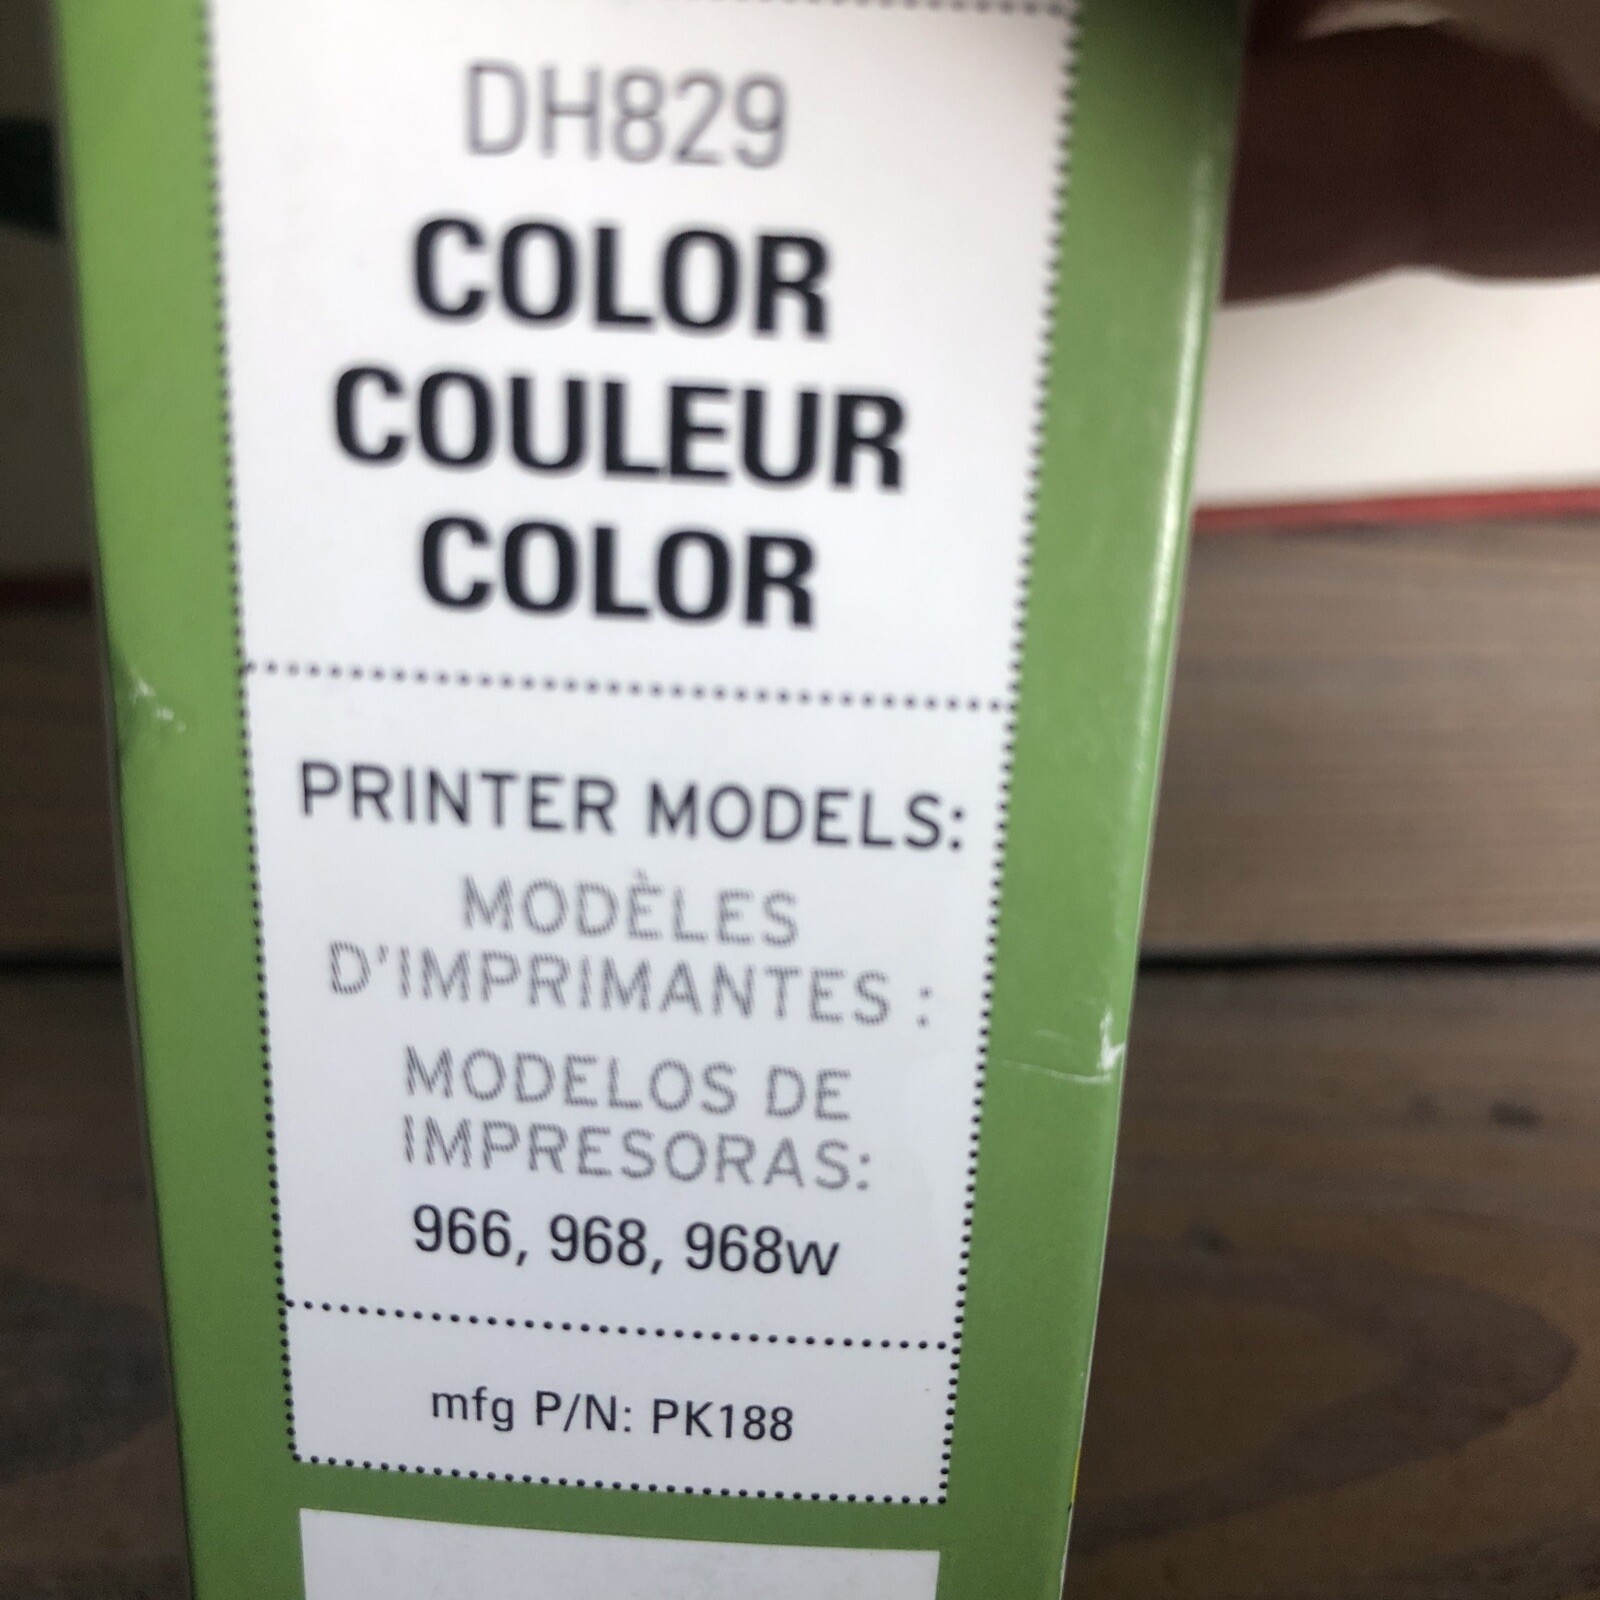 DH829
COLOR
COULEUR
COLOR
PRINTER MODELS:
MODÈLES
D'IMPRIMANTES :
MODELOS DE
IMPRESORAS:
966, 968, 968w
mfg P/N: PK188